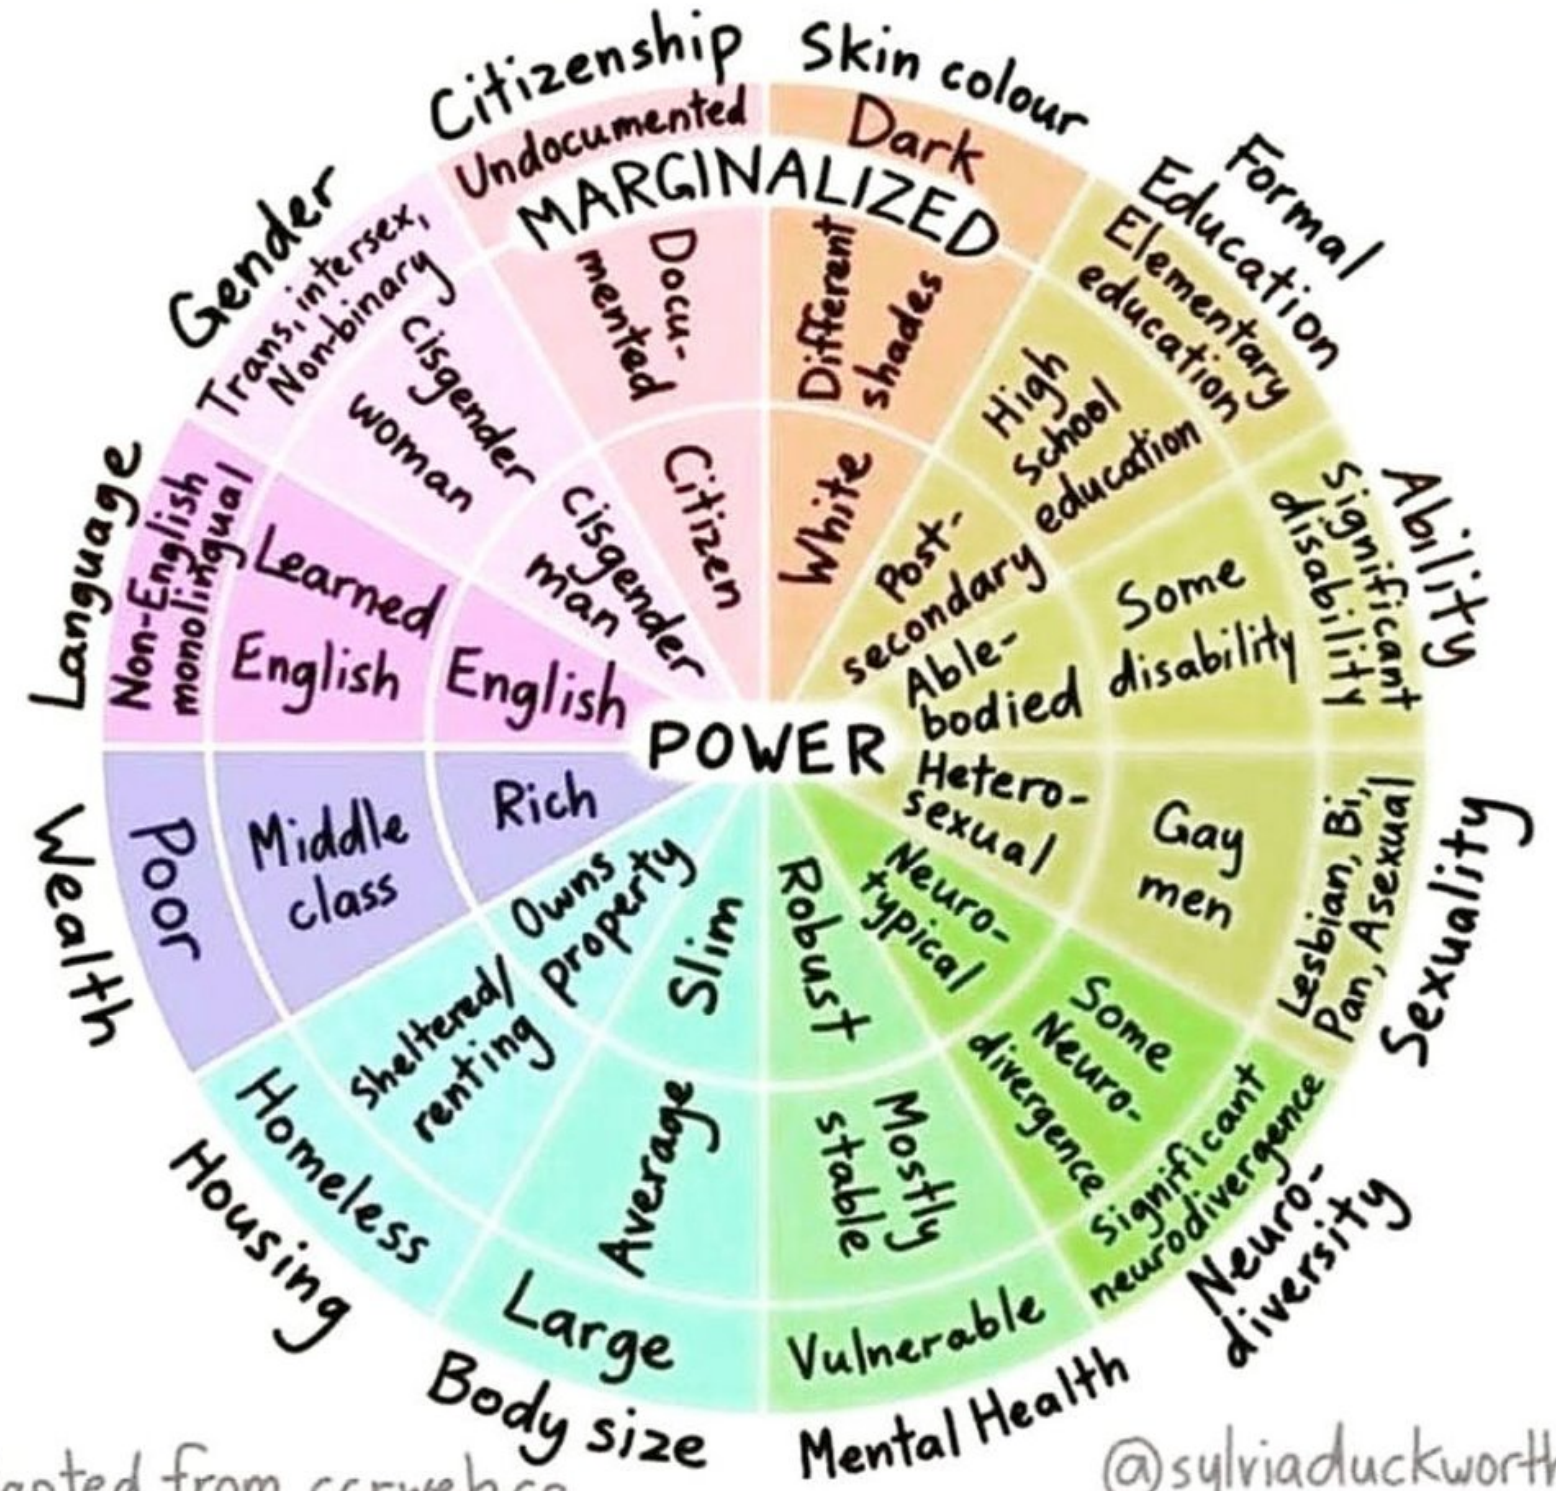 Citizenship
Undocumented
Docu-
mented
Citizen
Skin colour
Dark
Different
shades
White
Formal
Education
Elementary
education
High
school
education
Post-
secondary
Ability
Significant
disability
Some
disability
Able-
bodied
Sexuality
Lesbian, Bi,
Pan, Asexual
Gay
men
Hetero-
sexual
Neuro-
diversity
Significant
neurodivergence
Some
Neuro-
divergence
Neuro-
typical
Mental Health
Vulnerable
Mostly
stable
Robust
Body size
Large
Average
Slim
Housing
Homeless
Sheltered/
renting
Owns
property
Wealth
Poor
Middle
class
Rich
Language
Non-English
monolingual
Learned
English
English
Gender
Trans, intersex,
Non-binary
cisgender
woman
cisgender
man
MARGINALIZED
POWER
from
@sylviaduckworth